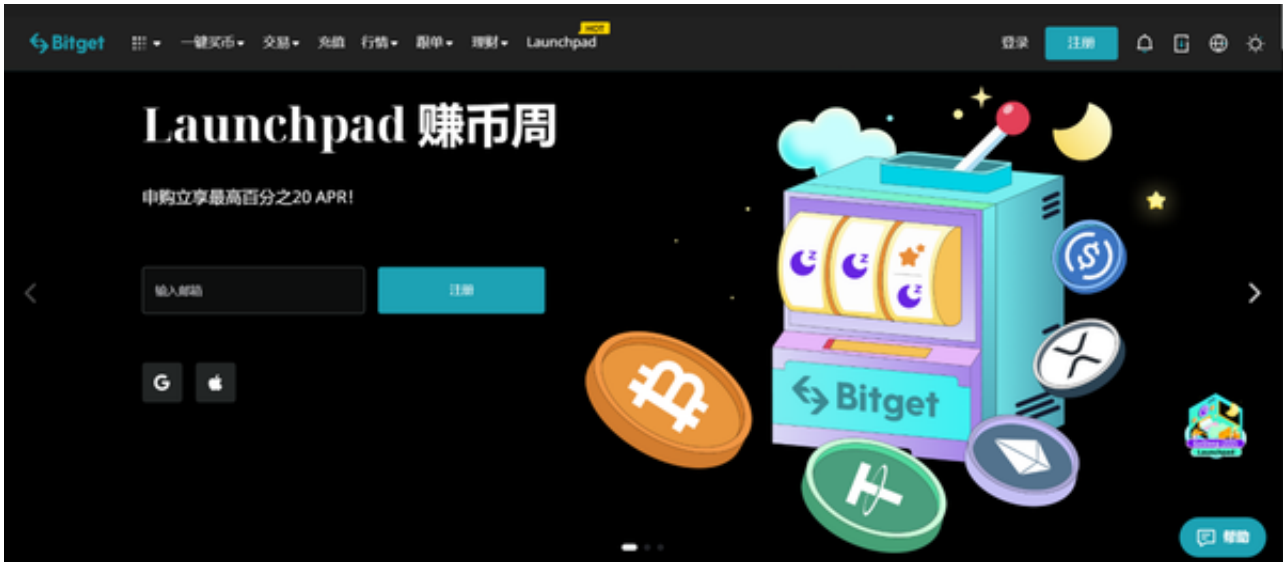 Bitget 一键买币 交易 充值 行情 跟单 理财 Launchpad HOT 登录 注册
Launchpad 赚币周
申购立享最高百分之20 APR!
输入邮箱 注册
G
Bitget
Launchpad
帮助